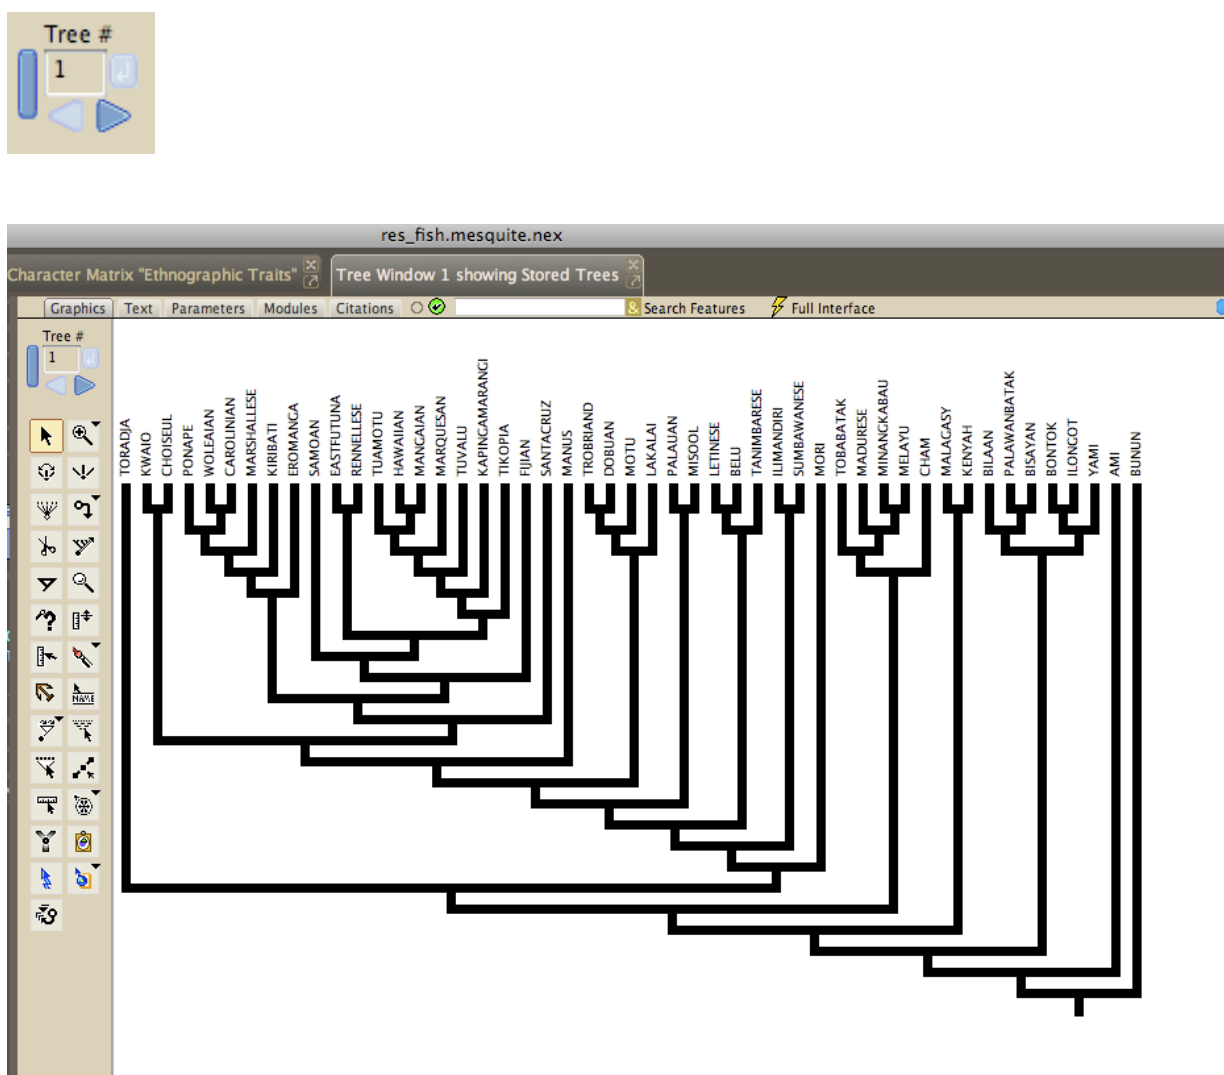 Tree #
1
res_fish.mesquite.nex
Character Matrix "Ethnographic Traits"
Tree Window 1 showing Stored Trees
Graphics Text Parameters Modules Citations & Search Features Full Interface
Tree #
1
TORADJA
KWAIO
CHOISEUL
PONAPE
WOLEAIAN
CAROLINIAN
MARSHALLESE
KIRIBATI
EROMANGA
SAMOAN
EASTFUTUNA
RENNELLESE
TUAMOTU
HAWAIIAN
MANGAIAN
MARQUESAN
TUVALU
KAPINGAMARANGI
TIKOPIA
FIJIAN
SANTACRUZ
MANUS
TROBRIAND
DOBUAN
MOTU
LAKALAI
PALAUAN
MISOOL
LETINESE
BELU
TANIMBARESE
ILIMANDIRI
SUMBAWANESE
MORI
TOBABATAK
MADURESE
MINANGKABAU
MELAYU
CHAM
MALAGASY
KENYAH
BILAAN
PALAWANBATAK
BISAYAN
BONTOK
ILONGOT
YAMI
AMI
BUNUN
?
NAME